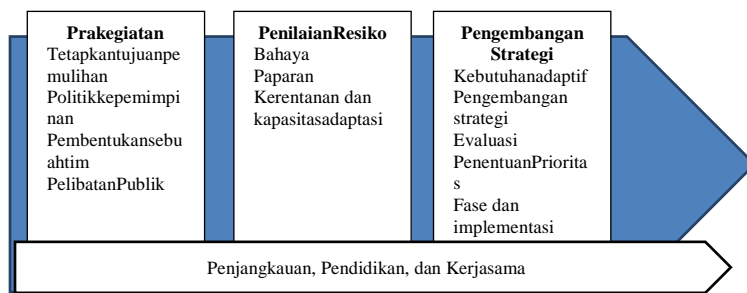 Prakegiatan
Tetapkantujuanpe
mulihan
Politikkepemimpi
nan
Pembentukansebu
ahtim
PelibatanPublik
PenilaianResiko
Bahaya
Paparan
Kerentanan dan
kapasitasadaptasi
Pengembangan
Strategi
Kebutuhanadaptif
Pengembangan
strategi
Evaluasi
PenentuanPriorita
s
Fase dan
implementasi
Penjangkauan, Pendidikan, dan Kerjasama